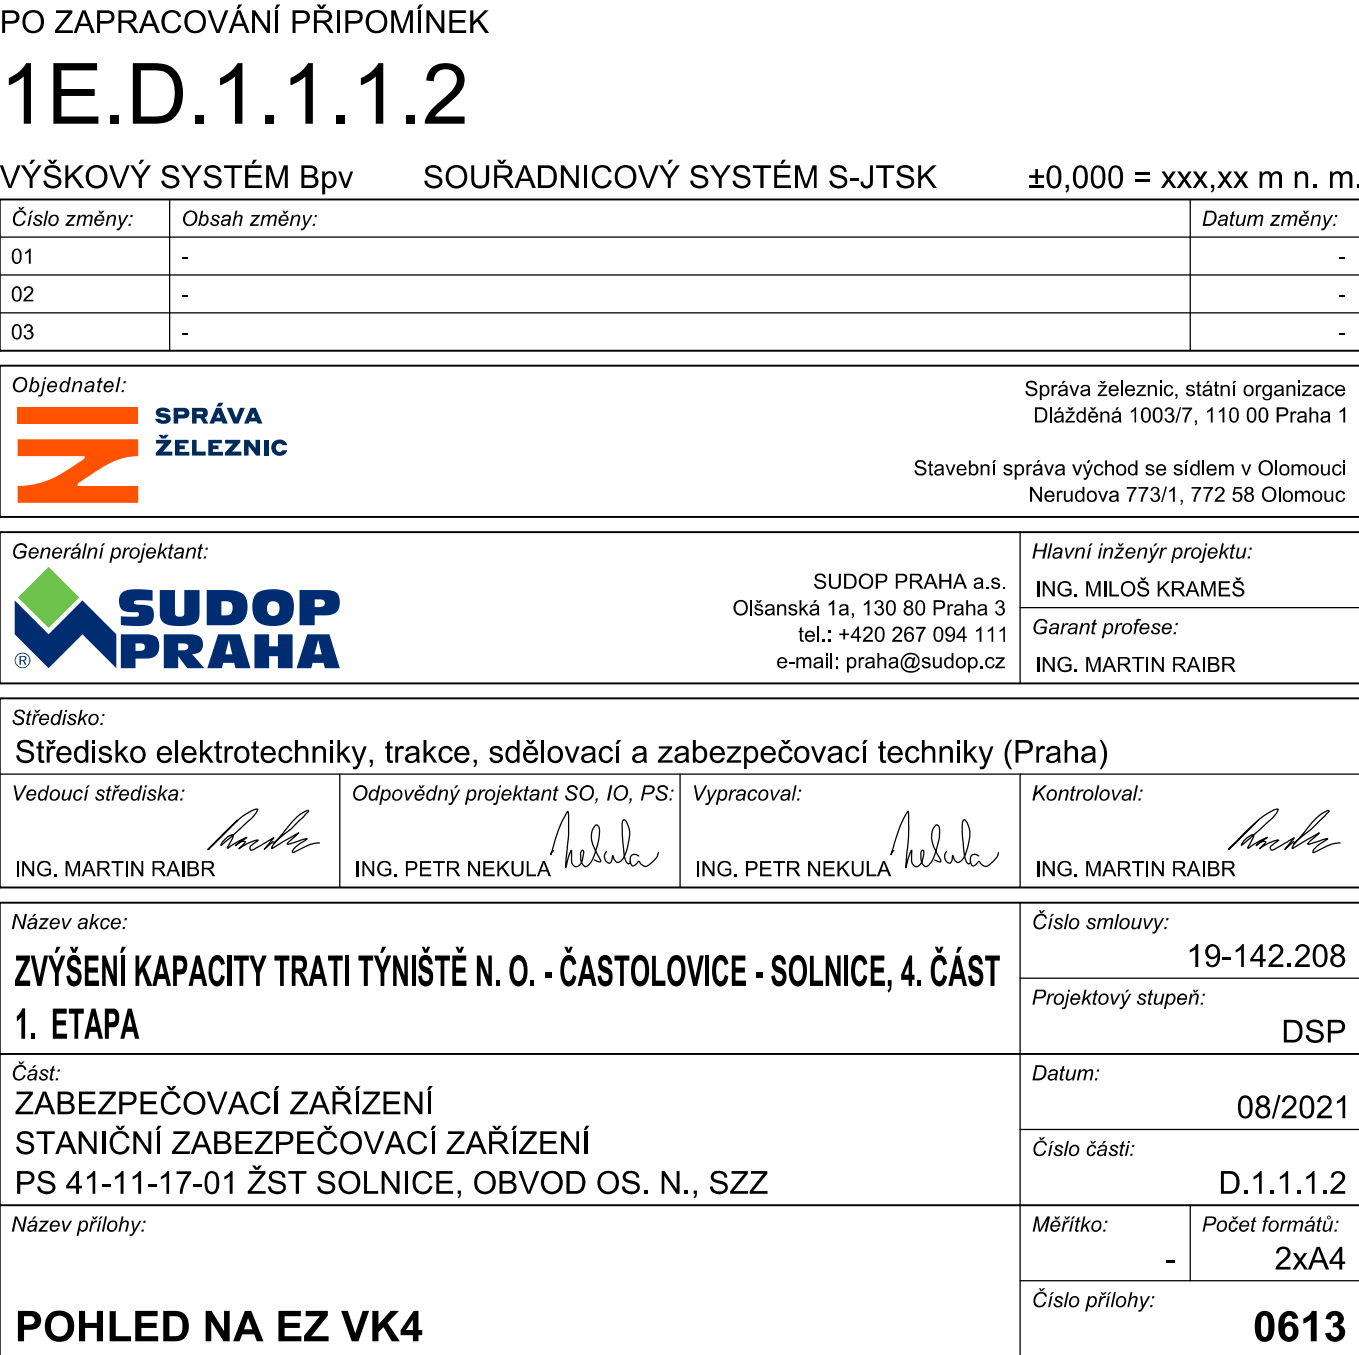 PO ZAPRACOVÁNÍ PŘIPOMÍNEK
1E.D.1.1.1.2
VÝŠKOVÝ SYSTÉM Bpv SOUŘADNICOVÝ SYSTÉM S-JTSK ±0,000 = xxx,xx m n. m.
Číslo změny: Obsah změny: Datum změny:
01 - -
02 - -
03 - -
Objednatel:
SPRÁVA
ŽELEZNIC
Správa železnic, státní organizace
Dlážděná 1003/7, 110 00 Praha 1
Stavební správa východ se sídlem v Olomouci
Nerudova 773/1, 772 58 Olomouc
Generální projektant:
SUDOP
PRAHA
®
SUDOP PRAHA a.s.
Olšanská 1a, 130 80 Praha 3
tel.: +420 267 094 111
e-mail: praha@sudop.cz
Hlavní inženýr projektu:
ING. MILOŠ KRAMEŠ
Garant profese:
ING. MARTIN RAIBR
Středisko:
Středisko elektrotechniky, trakce, sdělovací a zabezpečovací techniky (Praha)
Vedoucí střediska: Odpovědný projektant SO, IO, PS: Vypracoval: Kontroloval:
ING. MARTIN RAIBR ING. PETR NEKULA Nekula ING. PETR NEKULA Nekula ING. MARTIN RAIBR
Název akce:
ZVÝŠENÍ KAPACITY TRATI TÝNIŠTĚ N. O. - ČASTOLOVICE - SOLNICE, 4. ČÁST
1. ETAPA
Číslo smlouvy:
19-142.208
Projektový stupeň:
DSP
Část:
ZABEZPEČOVACÍ ZAŘÍZENÍ
STANIČNÍ ZABEZPEČOVACÍ ZAŘÍZENÍ
PS 41-11-17-01 ŽST SOLNICE, OBVOD OS. N., SZZ
Datum:
08/2021
Číslo části:
D.1.1.1.2
Název přílohy:
POHLED NA EZ VK4
Měřítko: Počet formátů:
- 2xA4
Číslo přílohy:
0613